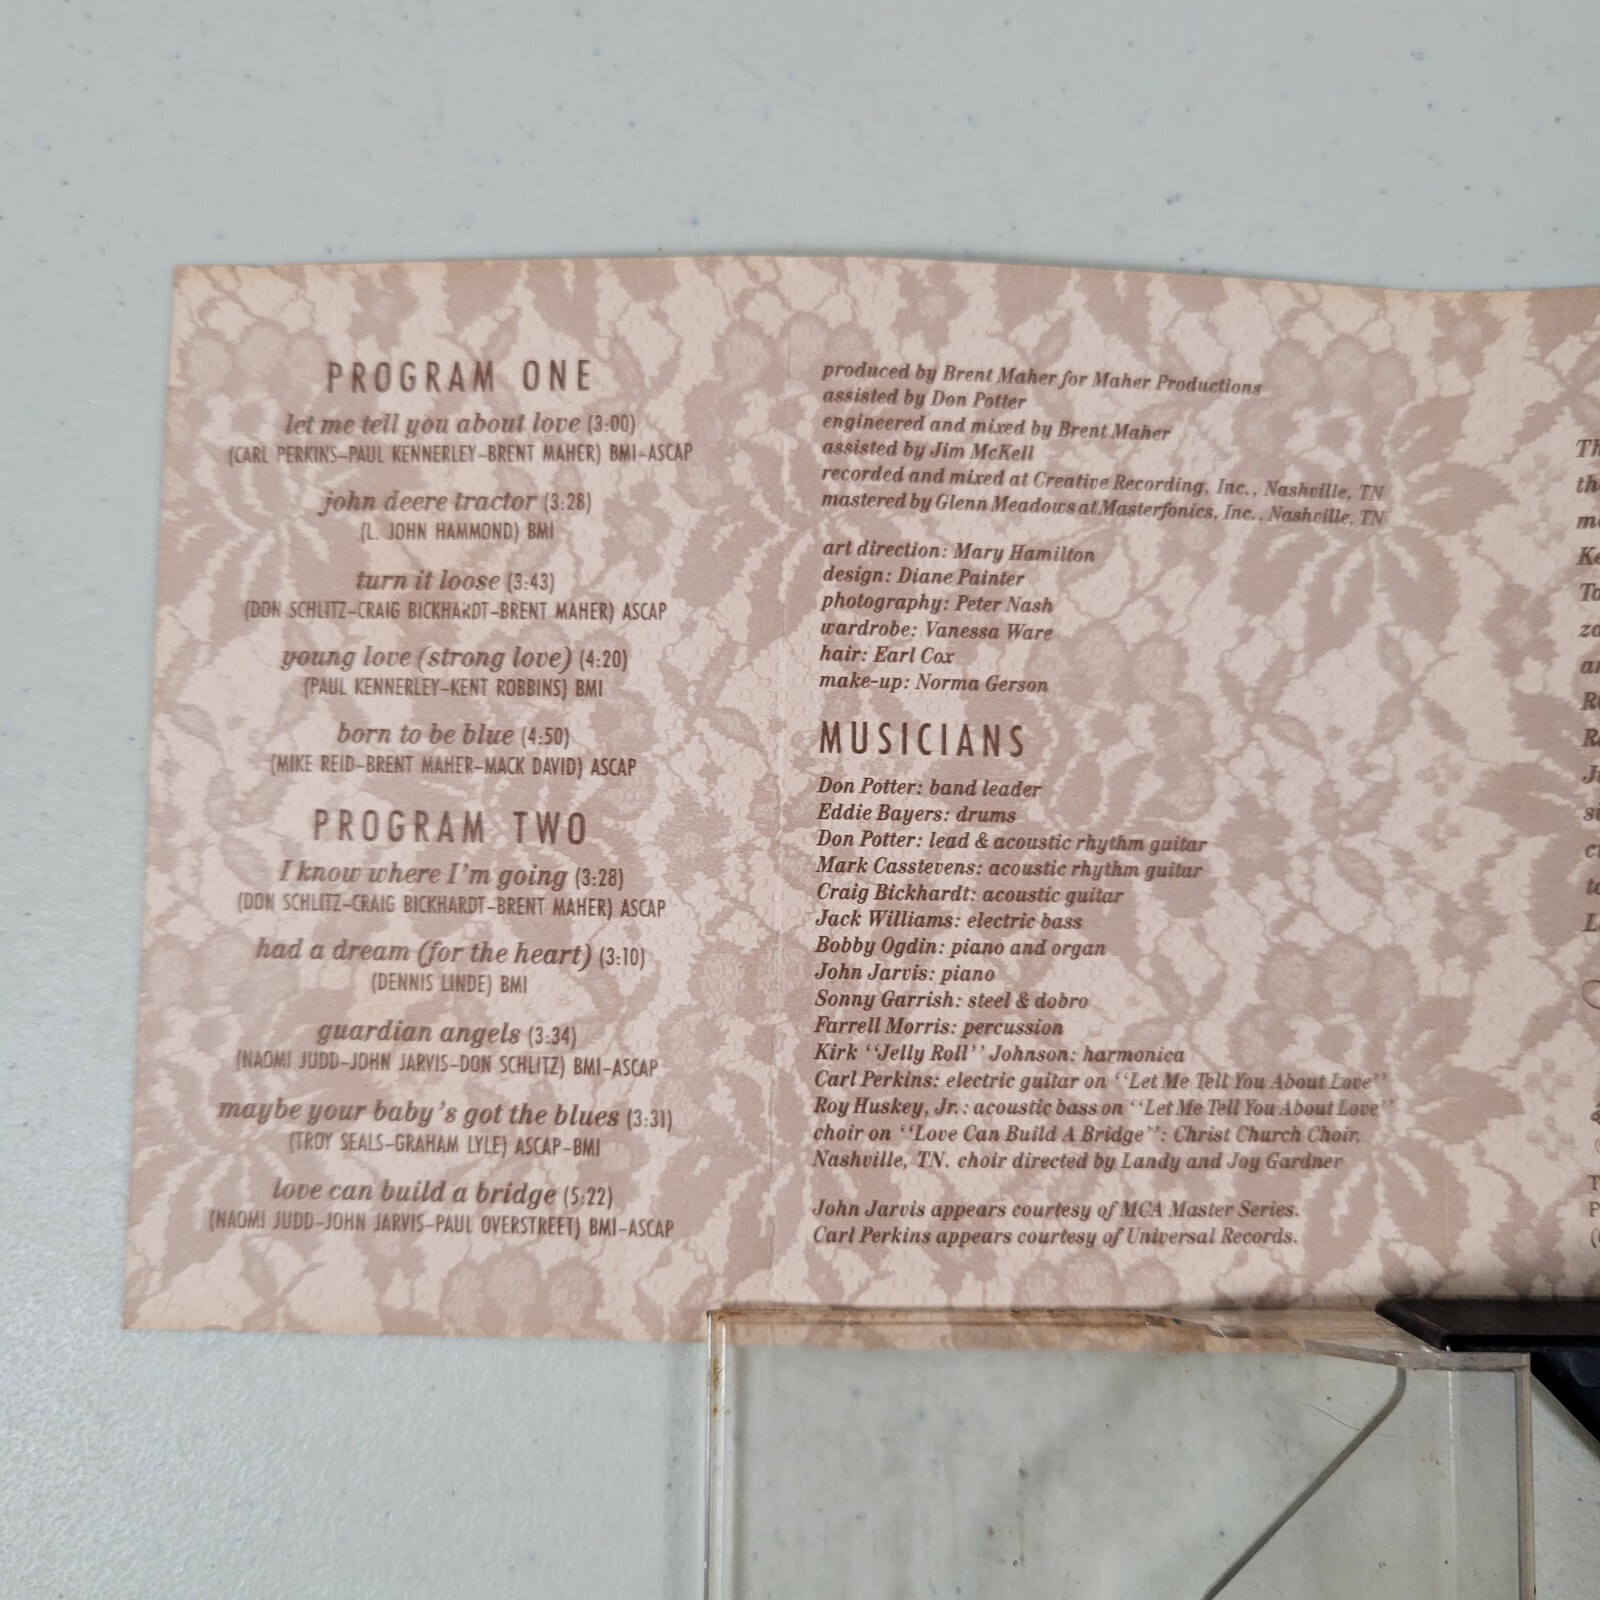 PROGRAM ONE
let me tell you about love (3:00)
(CARL PERKINS–PAUL KENNERLEY–BRENT MAHER) BMI–ASCAP
john deere tractor (3:28)
(L. JOHN HAMMOND) BMI
turn it loose (3:43)
(DON SCHLITZ–CRAIG BICKHARDT–BRENT MAHER) ASCAP
young love (strong love) (4:20)
(PAUL KENNERLEY–KENT ROBBINS) BMI
born to be blue (4:50)
(MIKE REID–BRENT MAHER–MACK DAVID) ASCAP
PROGRAM TWO
I know where I'm going (3:28)
(DON SCHLITZ–CRAIG BICKHARDT–BRENT MAHER) ASCAP
had a dream (for the heart) (3:10)
(DENNIS LINDE) BMI
guardian angels (3:34)
(NAOMI JUDD–JOHN JARVIS–DON SCHLITZ) BMI–ASCAP
maybe your baby's got the blues (3:31)
(TROY SEALS–GRAHAM LYLE) ASCAP–BMI
love can build a bridge (5:22)
(NAOMI JUDD–JOHN JARVIS–PAUL OVERSTREET) BMI–ASCAP
produced by Brent Maher for Maher Productions
assisted by Don Potter
engineered and mixed by Brent Maher
assisted by Jim McKell
recorded and mixed at Creative Recording, Inc., Nashville, TN
mastered by Glenn Meadows at Masterfonics, Inc., Nashville, TN
art direction: Mary Hamilton
design: Diane Painter
photography: Peter Nash
wardrobe: Vanessa Ware
hair: Earl Cox
make-up: Norma Gerson
MUSICIANS
Don Potter: band leader
Eddie Bayers: drums
Don Potter: lead & acoustic rhythm guitar
Mark Casstevens: acoustic rhythm guitar
Craig Bickhardt: acoustic guitar
Jack Williams: electric bass
Bobby Ogdin: piano and organ
John Jarvis: piano
Sonny Garrish: steel & dobro
Farrell Morris: percussion
Kirk ''Jelly Roll'' Johnson: harmonica
Carl Perkins: electric guitar on ''Let Me Tell You About Love''
Roy Huskey, Jr.: acoustic bass on ''Let Me Tell You About Love''
choir on ''Love Can Build A Bridge'': Christ Church Choir,
Nashville, TN. choir directed by Landy and Joy Gardner
John Jarvis appears courtesy of MCA Master Series.
Carl Perkins appears courtesy of Universal Records.